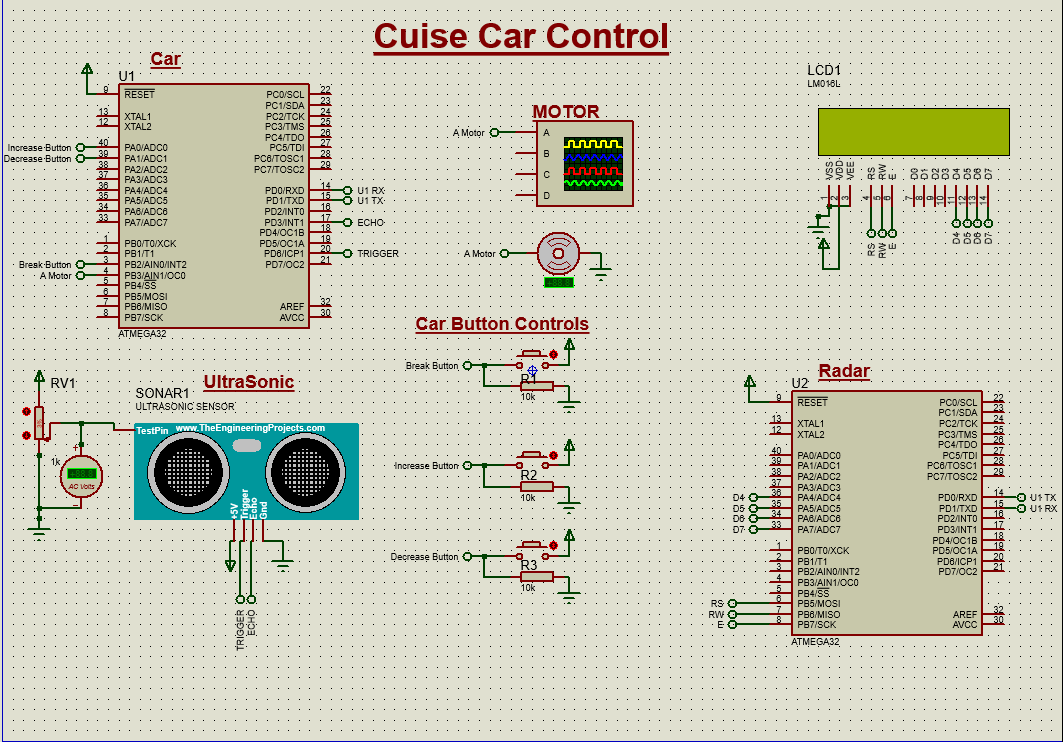 Cuise Car Control
Car
U1
9 RESET
13 XTAL1
12 XTAL2
Increase Button 40 PA0/ADC0
Decrease Button 39 PA1/ADC1
38 PA2/ADC2
37 PA3/ADC3
36 PA4/ADC4
35 PA5/ADC5
34 PA6/ADC6
33 PA7/ADC7
1 PB0/T0/XCK
2 PB1/T1
Break Button 3 PB2/AIN0/INT2
A Motor 4 PB3/AIN1/OC0
5 PB4/SS
6 PB5/MOSI
7 PB6/MISO
8 PB7/SCK
PC0/SCL 22
PC1/SDA 23
PC2/TCK 24
PC3/TMS 25
PC4/TDO 26
PC5/TDI 27
PC6/TOSC1 28
PC7/TOSC2 29
PD0/RXD 14 U1 RX
PD1/TXD 15 U1 TX
PD2/INT0 16
PD3/INT1 17 ECHO
PD4/OC1B 18
PD5/OC1A 19
PD6/ICP1 20 TRIGGER
PD7/OC2 21
AREF 32
AVCC 30
ATMEGA32
MOTOR
A Motor A
B
C
D
A Motor
LCD1
LM016L
VSS 1
VDD 2
VEE 3
RS 4 RS
RW 5 RW
E 6 E
D0 7
D1 8
D2 9
D3 10
D4 11 D4
D5 12 D5
D6 13 D6
D7 14 D7
Car Button Controls
Break Button
R1
10k
Increase Button
R2
10k
Decrease Button
R3
10k
UltraSonic
RV1
1k
AC Volts
SONAR1
ULTRASONIC SENSOR
TestPin www.TheEngineeringProjects.com
+5V
Trigger
Echo
Gnd
TRIGGER
ECHO
Radar
U2
9 RESET
13 XTAL1
12 XTAL2
40 PA0/ADC0
39 PA1/ADC1
38 PA2/ADC2
37 PA3/ADC3
D4 36 PA4/ADC4
D5 35 PA5/ADC5
D6 34 PA6/ADC6
D7 33 PA7/ADC7
1 PB0/T0/XCK
2 PB1/T1
3 PB2/AIN0/INT2
4 PB3/AIN1/OC0
5 PB4/SS
RS 6 PB5/MOSI
RW 7 PB6/MISO
E 8 PB7/SCK
PC0/SCL 22
PC1/SDA 23
PC2/TCK 24
PC3/TMS 25
PC4/TDO 26
PC5/TDI 27
PC6/TOSC1 28
PC7/TOSC2 29
PD0/RXD 14 U1 TX
PD1/TXD 15 U1 RX
PD2/INT0 16
PD3/INT1 17
PD4/OC1B 18
PD5/OC1A 19
PD6/ICP1 20
PD7/OC2 21
AREF 32
AVCC 30
ATMEGA32